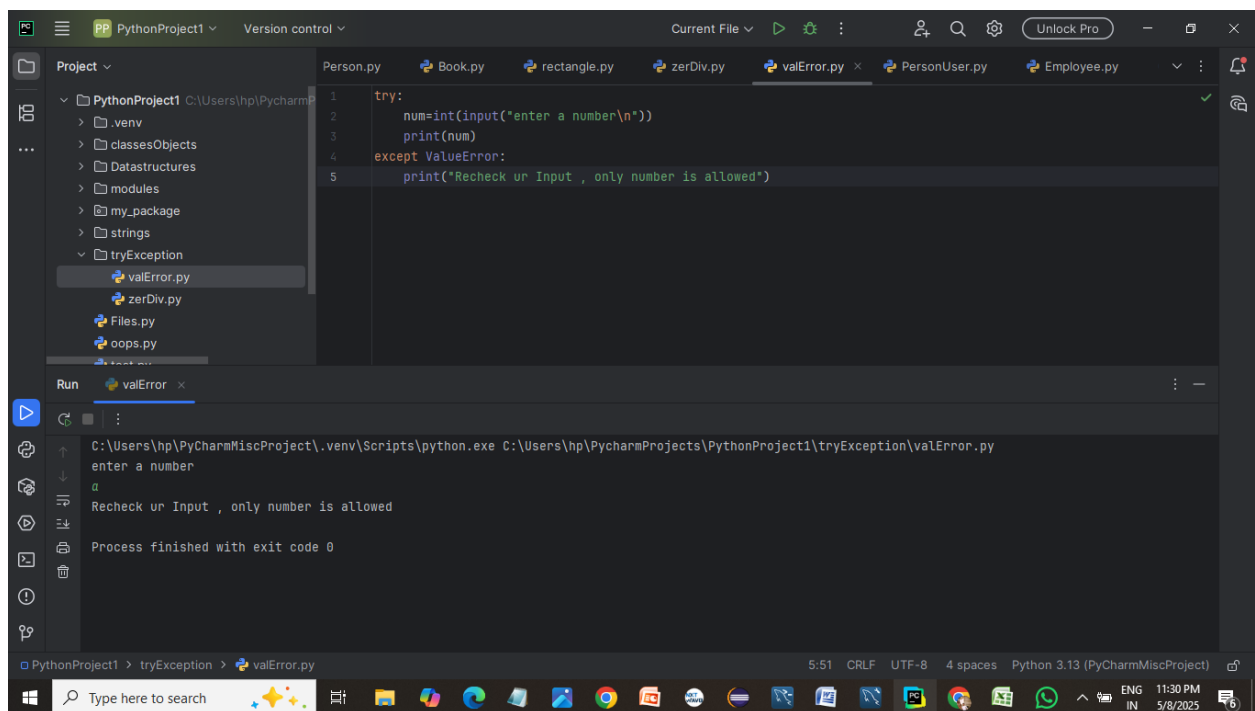 PC PP PythonProject1 Version control Current File Unlock Pro
Project
Person.py Book.py rectangle.py zerDiv.py valError.py PersonUser.py Employee.py
PythonProject1 C:\Users\hp\PycharmP
.venv
classesObjects
Datastructures
modules
my_package
strings
tryException
valError.py
zerDiv.py
Files.py
oops.py
test.py
1 try:
2 num=int(input("enter a number\n"))
3 print(num)
4 except ValueError:
5 print("Recheck ur Input , only number is allowed")
Run valError
C:\Users\hp\PyCharmMiscProject\.venv\Scripts\python.exe C:\Users\hp\PycharmProjects\PythonProject1\tryException\valError.py
enter a number
a
Recheck ur Input , only number is allowed
Process finished with exit code 0
PythonProject1 > tryException > valError.py 5:51 CRLF UTF-8 4 spaces Python 3.13 (PyCharmMiscProject)
Type here to search ENG 11:30 PM
IN 5/8/2025 6